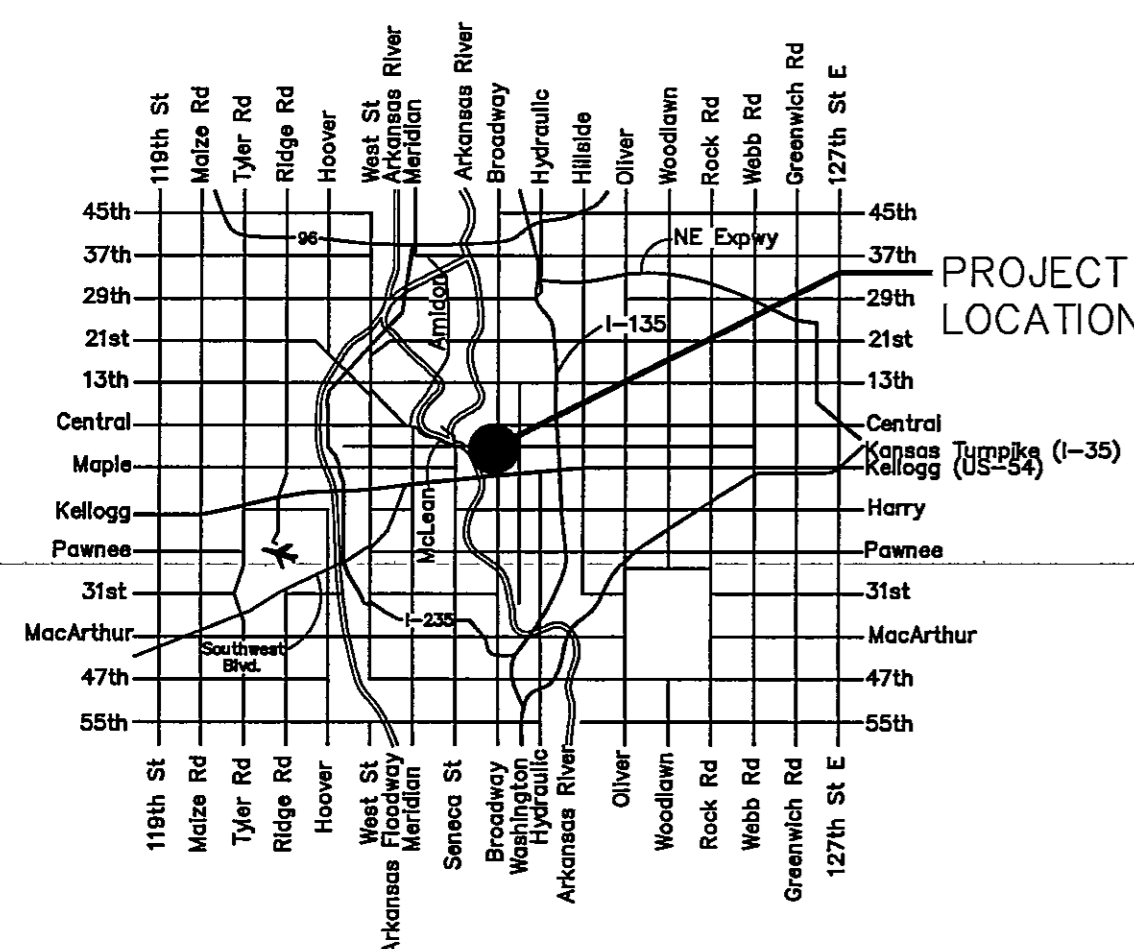 119th St
Maize Rd
Tyler Rd
Ridge Rd
Hoover
West St
Arkansas River
Meridian
Arkansas River
Broadway
Hydraulic
Hillside
Oliver
Woodlawn
Rock Rd
Webb Rd
Greenwich Rd
127th St E
45th
37th
29th
21st
13th
Central
Maple
Kellogg
Pawnee
31st
MacArthur
47th
55th
96
Amidon
NE Expwy
I-135
McLean
I-235
Southwest
Blvd.
PROJECT
LOCATION
45th
37th
29th
21st
13th
Central
Kansas Turnpike (I-35)
Kellogg (US-54)
Harry
Pawnee
31st
MacArthur
47th
55th
119th St
Maize Rd
Tyler Rd
Ridge Rd
Hoover
West St
Arkansas Floodway
Meridian
Seneca St
Broadway
Washington
Hydraulic
Arkansas River
Oliver
Woodlawn
Rock Rd
Webb Rd
Greenwich Rd
127th St E